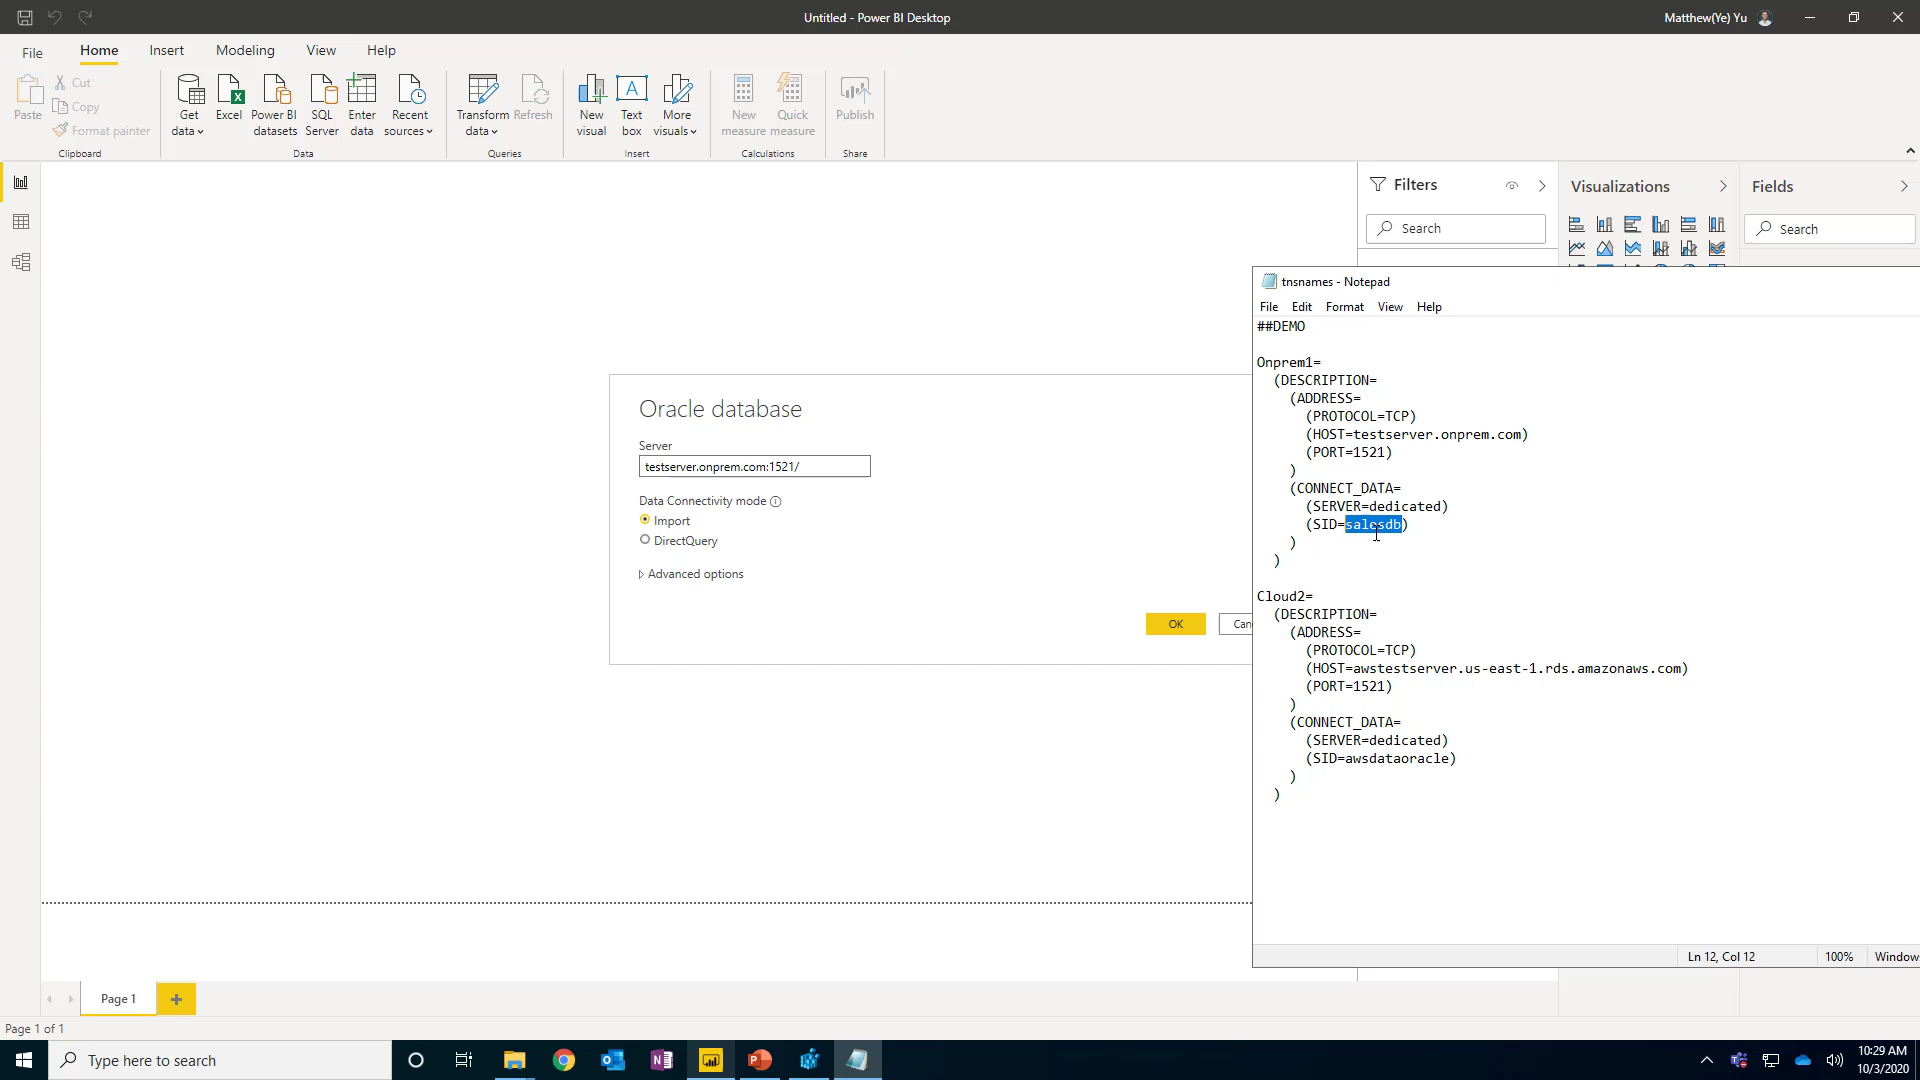 Untitled - Power BI Desktop
Matthew(Ye) Yu
File
Home
Insert
Modeling
View
Help
Paste
Cut
Copy
Format painter
Clipboard
Get data
Excel
Power BI datasets
SQL Server
Enter data
Recent sources
Data
Transform data
Refresh
Queries
New visual
Text box
More visuals
Insert
New measure
Quick measure
Calculations
Publish
Share
Filters
Search
Visualizations
Fields
Search
Oracle database
Server
testserver.onprem.com:1521/
Data Connectivity mode
Import
DirectQuery
Advanced options
OK
Can
tnsnames - Notepad
File Edit Format View Help
##DEMO
Onprem1=
(DESCRIPTION=
(ADDRESS=
(PROTOCOL=TCP)
(HOST=testserver.onprem.com)
(PORT=1521)
)
(CONNECT_DATA=
(SERVER=dedicated)
(SID=salesdb)
)
)
Cloud2=
(DESCRIPTION=
(ADDRESS=
(PROTOCOL=TCP)
(HOST=awstestserver.us-east-1.rds.amazonaws.com)
(PORT=1521)
)
(CONNECT_DATA=
(SERVER=dedicated)
(SID=awsdataoracle)
)
)
Ln 12, Col 12
100%
Window
Page 1
Page 1 of 1
Type here to search
10:29 AM
10/3/2020